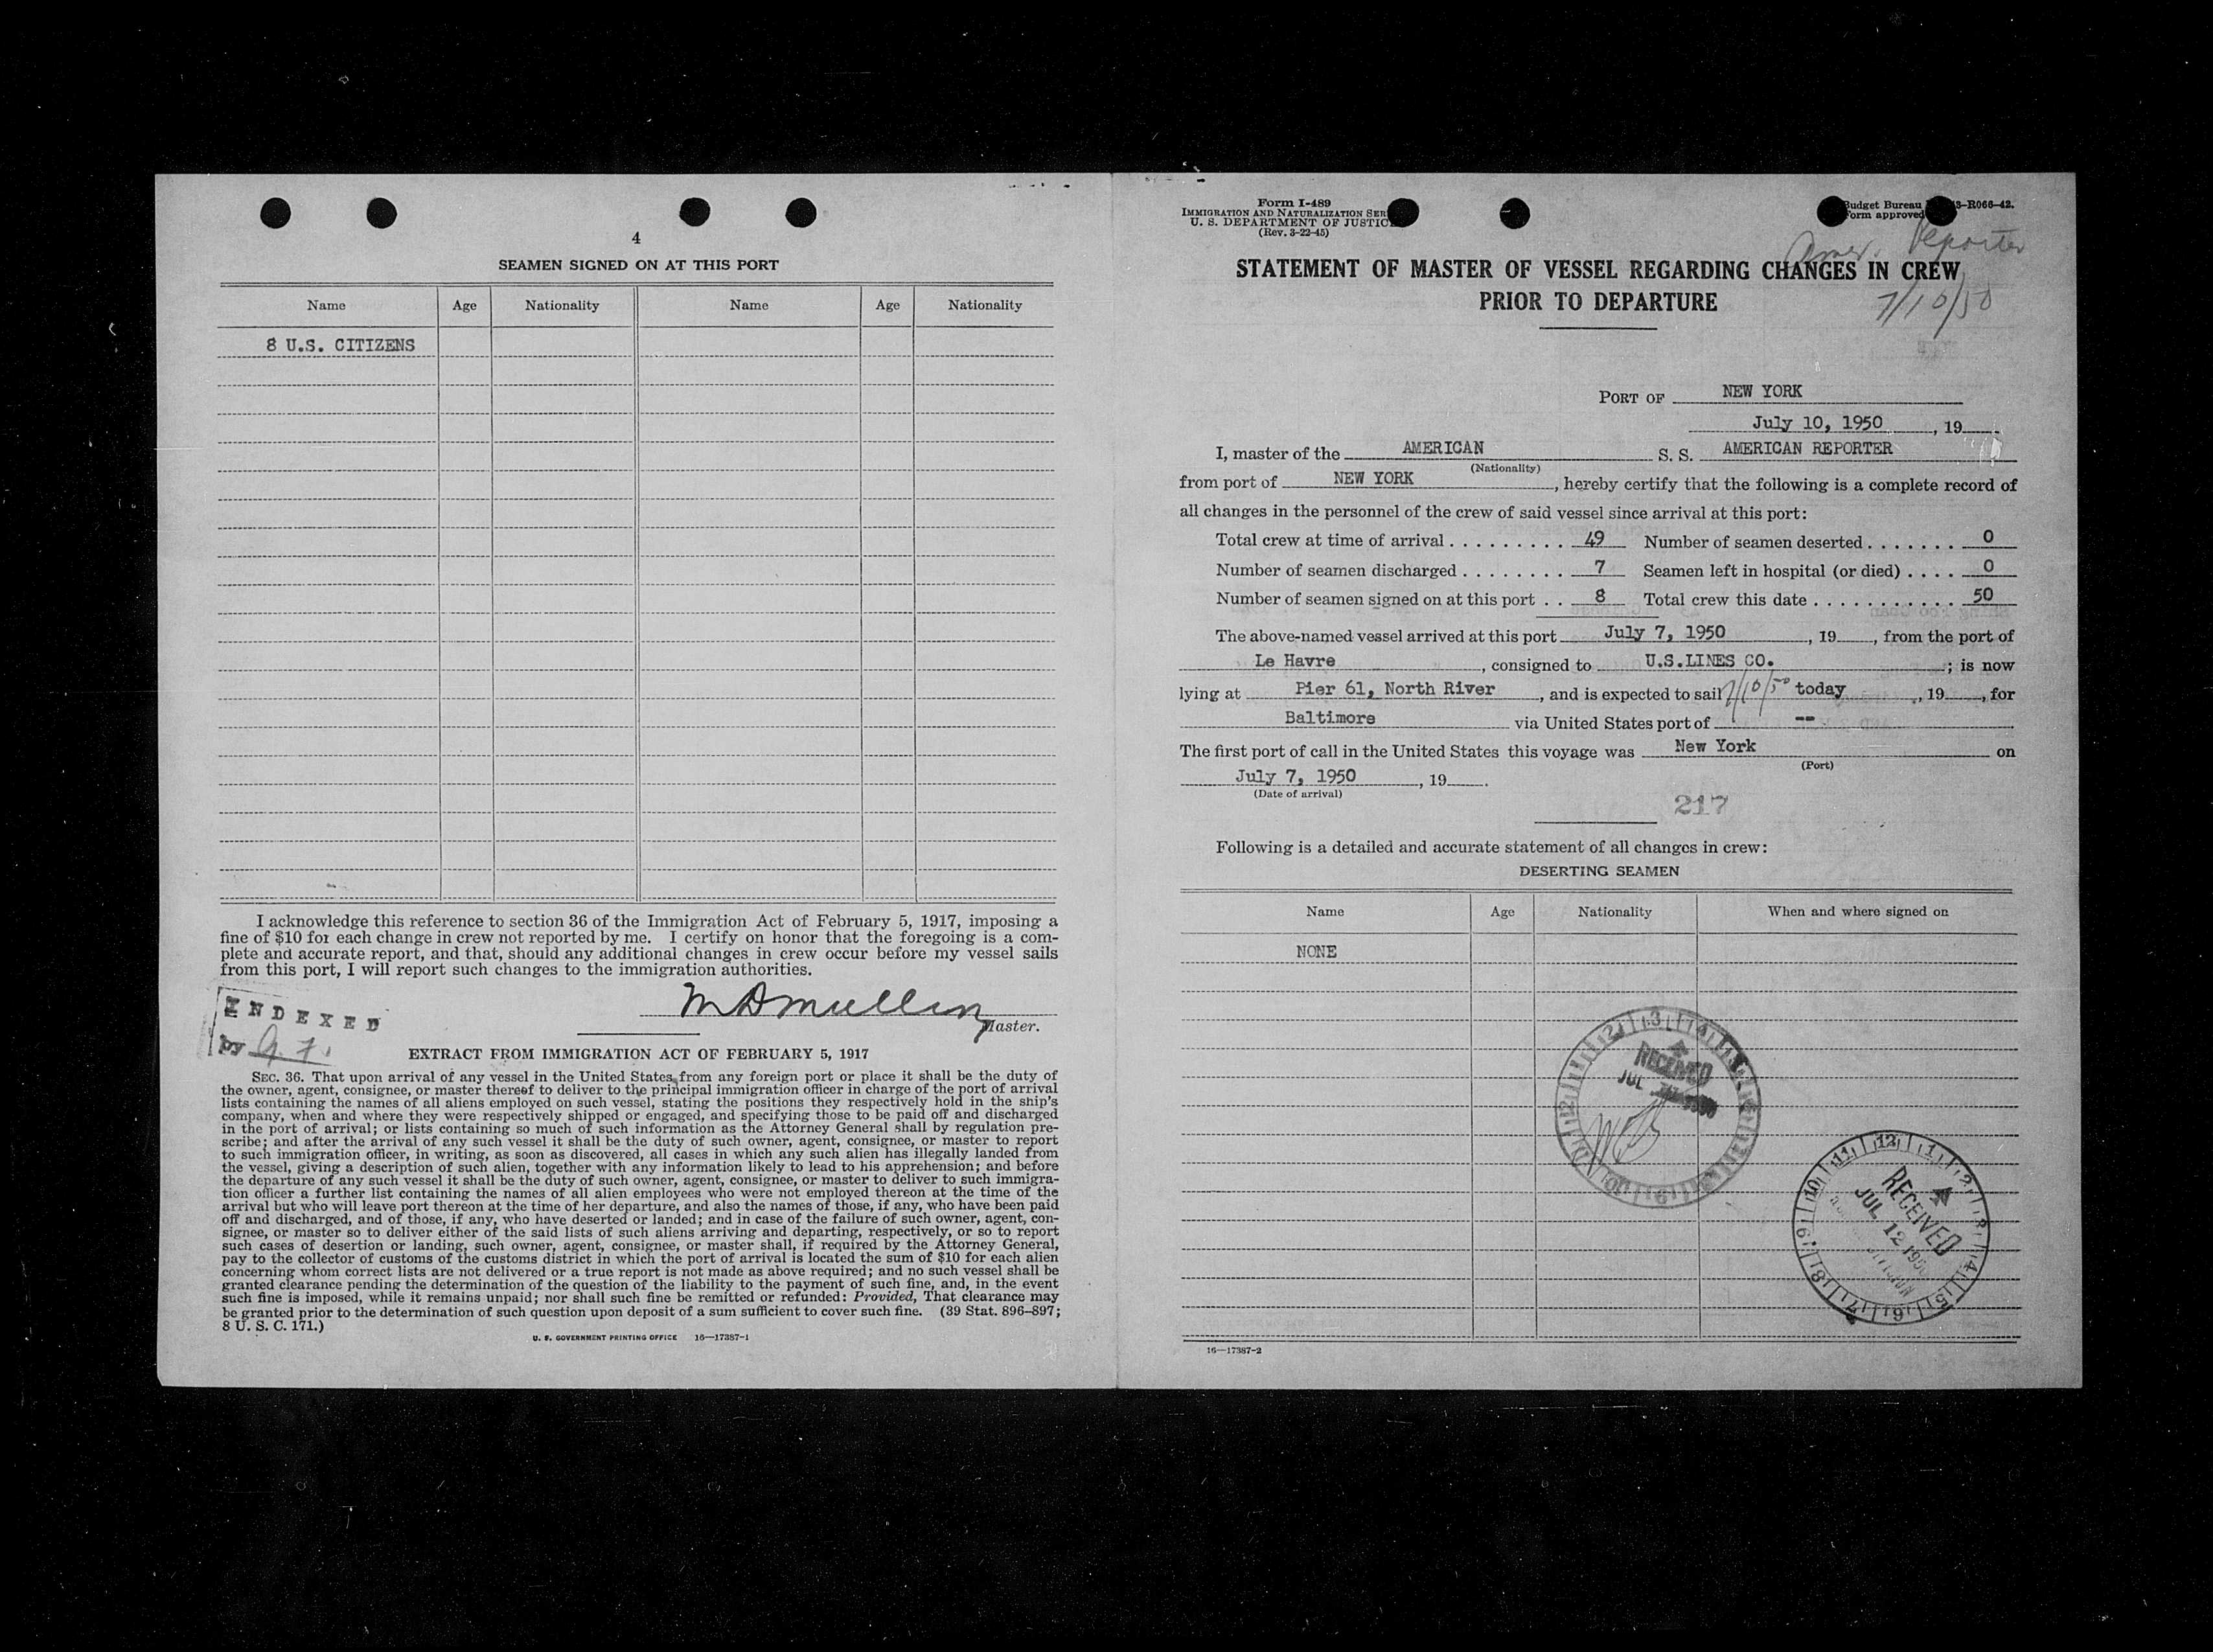 4
SEAMEN SIGNED ON AT THIS PORT
Name Age Nationality Name Age Nationality
8 U.S. CITIZENS
I acknowledge this reference to section 36 of the Immigration Act of February 5, 1917, imposing a
fine of $10 for each change in crew not reported by me. I certify on honor that the foregoing is a com-
plete and accurate report, and that, should any additional changes in crew occur before my vessel sails
from this port, I will report such changes to the immigration authorities.
INDEXED
by G. F.
M D Mullin
Master.
EXTRACT FROM IMMIGRATION ACT OF FEBRUARY 5, 1917
SEC. 36. That upon arrival of any vessel in the United States from any foreign port or place it shall be the duty of
the owner, agent, consignee, or master thereof to deliver to the principal immigration officer in charge of the port of arrival
lists containing the names of all aliens employed on such vessel, stating the positions they respectively hold in the ship's
company, when and where they were respectively shipped or engaged, and specifying those to be paid off and discharged
in the port of arrival; or lists containing so much of such information as the Attorney General shall by regulation pre-
scribe; and after the arrival of any such vessel it shall be the duty of such owner, agent, consignee, or master to report
to such immigration officer, in writing, as soon as discovered, all cases in which any such alien has illegally landed from
the vessel, giving a description of such alien, together with any information likely to lead to his apprehension; and before
the departure of any such vessel it shall be the duty of such owner, agent, consignee, or master to deliver to such immigra-
tion officer a further list containing the names of all alien employees who were not employed thereon at the time of the
arrival but who will leave port thereon at the time of her departure, and also the names of those, if any, who have been paid
off and discharged, and of those, if any, who have deserted or landed; and in case of the failure of such owner, agent, con-
signee, or master so to deliver either of the said lists of such aliens arriving and departing, respectively, or so to report
such cases of desertion or landing, such owner, agent, consignee, or master shall, if required by the Attorney General,
pay to the collector of customs of the customs district in which the port of arrival is located the sum of $10 for each alien
concerning whom correct lists are not delivered or a true report is not made as above required; and no such vessel shall be
granted clearance pending the determination of the question of the liability to the payment of such fine, and, in the event
such fine is imposed, while it remains unpaid; nor shall such fine be remitted or refunded: Provided, That clearance may
be granted prior to the determination of such question upon deposit of a sum sufficient to cover such fine. (39 Stat. 896–897;
8 U. S. C. 171.)
U. S. GOVERNMENT PRINTING OFFICE 16—17387-1
Form I-489
IMMIGRATION AND NATURALIZATION SER
U. S. DEPARTMENT OF JUSTIC
(Rev. 3-22-45)
Budget Bureau 3-R066-42.
Form approved
Amer. Reporter
7/10/50
STATEMENT OF MASTER OF VESSEL REGARDING CHANGES IN CREW
PRIOR TO DEPARTURE
PORT OF NEW YORK
July 10, 1950, 19
I, master of the AMERICAN S. S. AMERICAN REPORTER
(Nationality)
from port of NEW YORK, hereby certify that the following is a complete record of
all changes in the personnel of the crew of said vessel since arrival at this port:
Total crew at time of arrival 49 Number of seamen deserted 0
Number of seamen discharged 7 Seamen left in hospital (or died) 0
Number of seamen signed on at this port 8 Total crew this date 50
The above-named vessel arrived at this port July 7, 1950, 19, from the port of
Le Havre, consigned to U.S.LINES CO.; is now
lying at Pier 61, North River, and is expected to sail 7/10/50 today, 19, for
Baltimore via United States port of --
The first port of call in the United States this voyage was New York on
(Port)
July 7, 1950, 19.
(Date of arrival)
217
Following is a detailed and accurate statement of all changes in crew:
DESERTING SEAMEN
Name Age Nationality When and where signed on
NONE
RECEIVED
JUL
RECEIVED
JUL 12 1950
16—17387-2